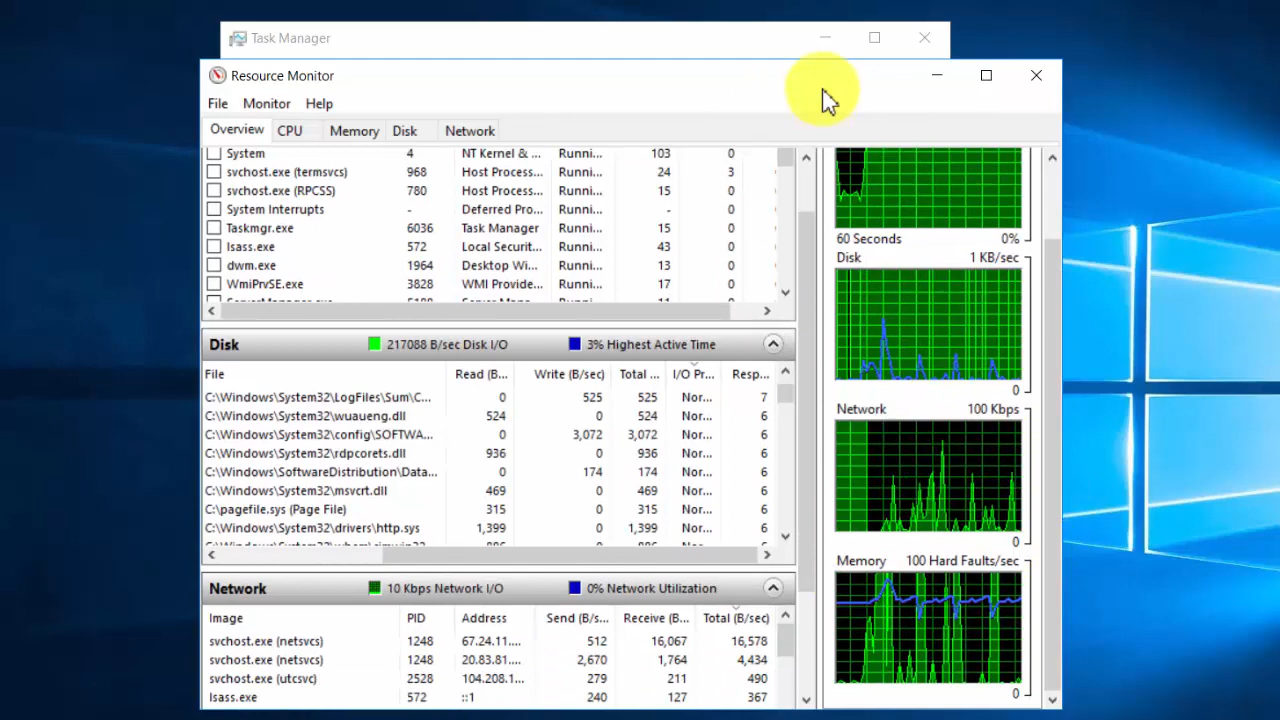 Task Manager
Resource Monitor
File Monitor Help
Overview CPU Memory Disk Network
System 4 NT Kernel & ... Runni... 103 0
svchost.exe (termsvcs) 968 Host Process... Runni... 24 3
svchost.exe (RPCSS) 780 Host Process... Runni... 15 0
System Interrupts - Deferred Pro... Runni... - 0
Taskmgr.exe 6036 Task Manager Runni... 15 0
lsass.exe 572 Local Securit... Runni... 43 0
dwm.exe 1964 Desktop Wi... Runni... 13 0
WmiPrvSE.exe 3828 WMI Provide... Runni... 17 0
Disk 217088 B/sec Disk I/O 3% Highest Active Time
File Read (B... Write (B/sec) Total ... I/O Pr... Resp...
C:\Windows\System32\LogFiles\Sum\C... 0 525 525 Nor... 7
C:\Windows\System32\wuaueng.dll 524 0 524 Nor... 6
C:\Windows\System32\config\SOFTWA... 0 3,072 3,072 Nor... 6
C:\Windows\System32\rdpcorets.dll 936 0 936 Nor... 6
C:\Windows\SoftwareDistribution\Data... 0 174 174 Nor... 6
C:\Windows\System32\msvcrt.dll 469 0 469 Nor... 6
C:\pagefile.sys (Page File) 315 0 315 Nor... 6
C:\Windows\System32\drivers\http.sys 1,399 0 1,399 Nor... 6
Network 10 Kbps Network I/O 0% Network Utilization
Image PID Address Send (B/s... Receive (B... Total (B/sec)
svchost.exe (netsvcs) 1248 67.24.11.... 512 16,067 16,578
svchost.exe (netsvcs) 1248 20.83.81.... 2,670 1,764 4,434
svchost.exe (utcsvc) 2528 104.208.1... 279 211 490
lsass.exe 572 ::1 240 127 367
60 Seconds 0%
Disk 1 KB/sec
0
Network 100 Kbps
0
Memory 100 Hard Faults/sec
0